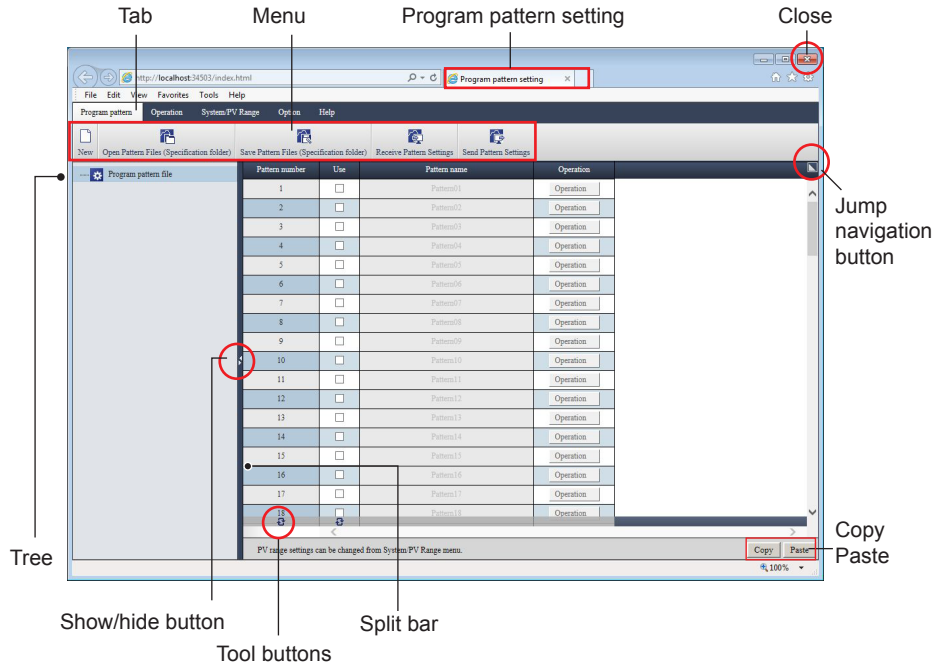 Tab
Menu
Program pattern setting
Close
http://localhost:34503/index.html
Program pattern setting
File Edit View Favorites Tools Help
Program pattern Operation System/PV Range Option Help
New Open Pattern Files (Specification folder) Save Pattern Files (Specification folder) Receive Pattern Settings Send Pattern Settings
Program pattern file
Pattern number Use Pattern name Operation
1 Pattern01 Operation
2 Pattern02 Operation
3 Pattern03 Operation
4 Pattern04 Operation
5 Pattern05 Operation
6 Pattern06 Operation
7 Pattern07 Operation
8 Pattern08 Operation
9 Pattern09 Operation
10 Pattern10 Operation
11 Pattern11 Operation
12 Pattern12 Operation
13 Pattern13 Operation
14 Pattern14 Operation
15 Pattern15 Operation
16 Pattern16 Operation
17 Pattern17 Operation
18 Pattern18 Operation
Jump
navigation
button
PV range settings can be changed from System/PV Range menu.
Copy Paste
100%
Copy
Paste
Tree
Show/hide button
Split bar
Tool buttons